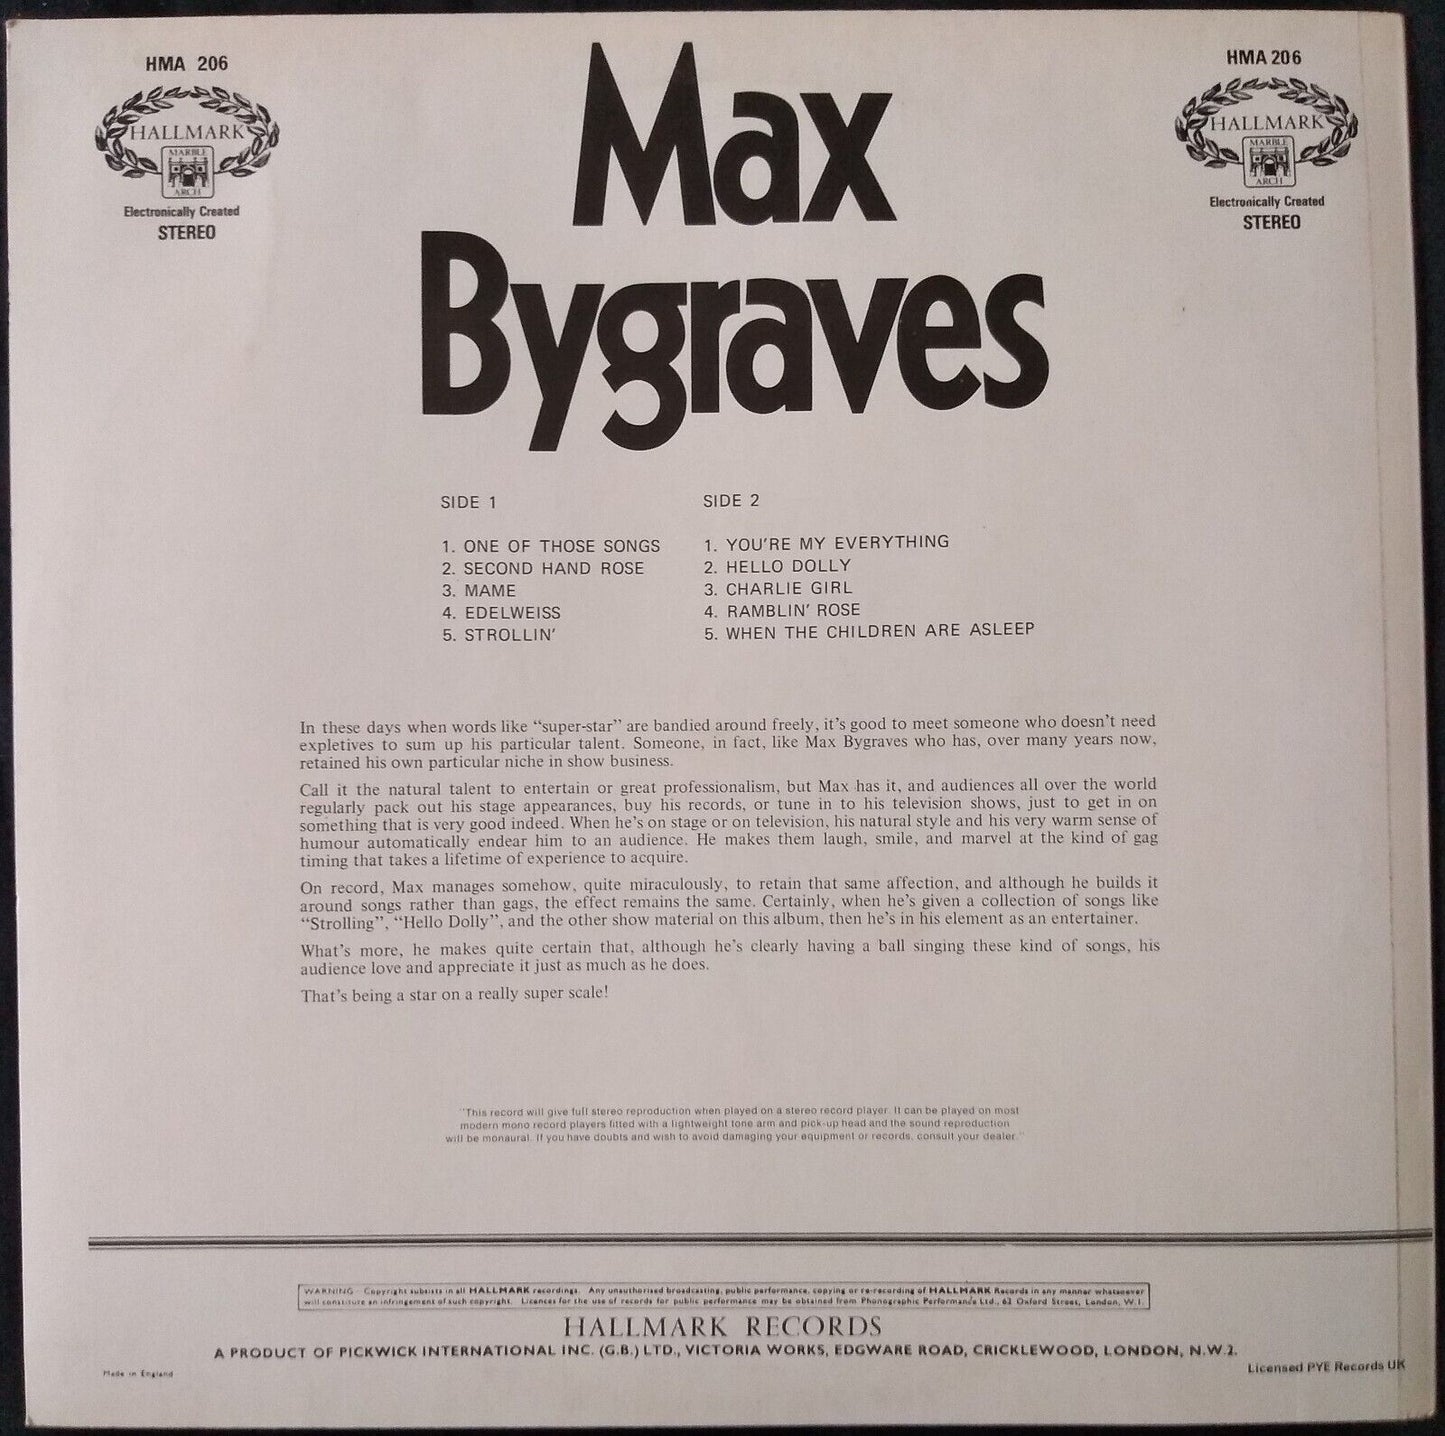 HMA 206
HALLMARK
MARBLE
ARCH
Electronically Created
STEREO
HMA 206
HALLMARK
MARBLE
ARCH
Electronically Created
STEREO
Max
Bygraves
SIDE 1
1. ONE OF THOSE SONGS
2. SECOND HAND ROSE
3. MAME
4. EDELWEISS
5. STROLLIN'
SIDE 2
1. YOU'RE MY EVERYTHING
2. HELLO DOLLY
3. CHARLIE GIRL
4. RAMBLIN' ROSE
5. WHEN THE CHILDREN ARE ASLEEP
In these days when words like “super-star” are bandied around freely, it's good to meet someone who doesn't need
expletives to sum up his particular talent. Someone, in fact, like Max Bygraves who has, over many years now,
retained his own particular niche in show business.
Call it the natural talent to entertain or great professionalism, but Max has it, and audiences all over the world
regularly pack out his stage appearances, buy his records, or tune in to his television shows, just to get in on
something that is very good indeed. When he's on stage or on television, his natural style and his very warm sense of
humour automatically endear him to an audience. He makes them laugh, smile, and marvel at the kind of gag
timing that takes a lifetime of experience to acquire.
On record, Max manages somehow, quite miraculously, to retain that same affection, and although he builds it
around songs rather than gags, the effect remains the same. Certainly, when he's given a collection of songs like
“Strolling”, “Hello Dolly”, and the other show material on this album, then he's in his element as an entertainer.
What's more, he makes quite certain that, although he's clearly having a ball singing these kind of songs, his
audience love and appreciate it just as much as he does.
That's being a star on a really super scale!
"This record will give full stereo reproduction when played on a stereo record player. It can be played on most
modern mono record players fitted with a lightweight tone arm and pick-up head and the sound reproduction
will be monaural. If you have doubts and wish to avoid damaging your equipment or records, consult your dealer."
WARNING Copyright subsists in all HALLMARK recordings. Any unauthorised broadcasting, public performance, copying or re-recording of HALLMARK Records in any manner whatsoever
will constitute an infringement of such copyright. Licences for the use of records for public performance may be obtained from Phonographic Performance Ltd., 62 Oxford Street, London, W.1.
HALLMARK RECORDS
A PRODUCT OF PICKWICK INTERNATIONAL INC. (G.B.) LTD., VICTORIA WORKS, EDGWARE ROAD, CRICKLEWOOD, LONDON, N.W.2.
Made in England
Licensed PYE Records UK